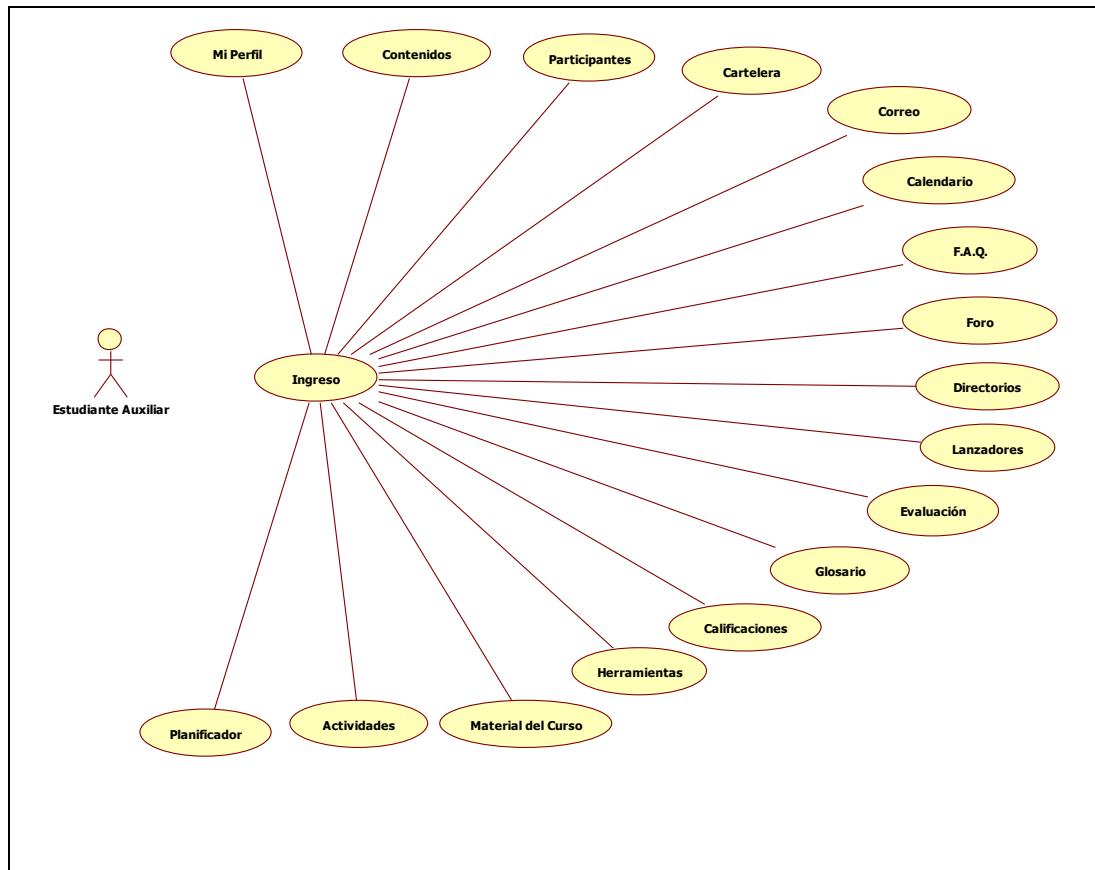 Mi Perfil
Contenidos
Participantes
Cartelera
Correo
Calendario
F.A.Q.
Foro
Ingreso
Directorios
Estudiante Auxiliar
Lanzadores
Evaluación
Glosario
Calificaciones
Herramientas
Material del Curso
Actividades
Planificador